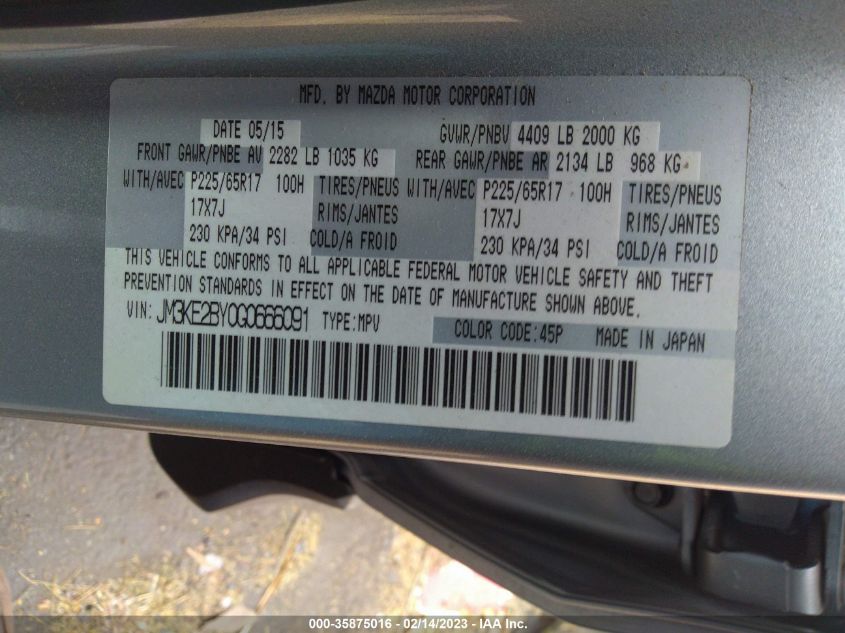 MFD. BY MAZDA MOTOR CORPORATION
DATE 05/15 GVWR/PNBV 4409 LB 2000 KG
FRONT GAWR/PNBE AV 2282 LB 1035 KG REAR GAWR/PNBE AR 2134 LB 968 KG
WITH/AVEC P225/65R17 100H TIRES/PNEUS WITH/AVEC P225/65R17 100H TIRES/PNEUS
17X7J RIMS/JANTES 17X7J RIMS/JANTES
230 KPA/34 PSI COLD/A FROID 230 KPA/34 PSI COLD/A FROID
THIS VEHICLE CONFORMS TO ALL APPLICABLE FEDERAL MOTOR VEHICLE SAFETY AND THEFT
PREVENTION STANDARDS IN EFFECT ON THE DATE OF MANUFACTURE SHOWN ABOVE.
VIN: JM3KE2BY0G0666091 TYPE:MPV COLOR CODE:45P MADE IN JAPAN
000-35875016 - 02/14/2023 - IAA Inc.